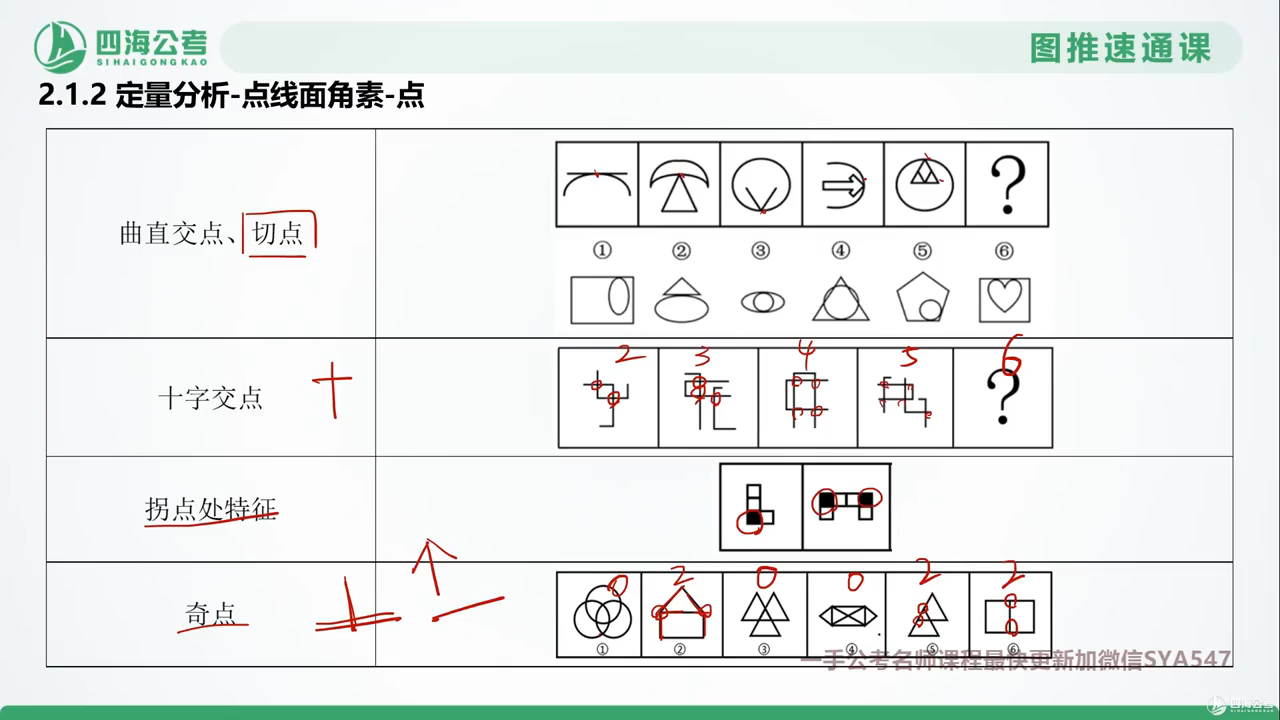 四海公考
SIHAIGONGKAO
图推速通课
2.1.2 定量分析-点线面角素-点
曲直交点、切点
?
① ② ③ ④ ⑤ ⑥
十字交点
2 3 4 5 6
?
拐点处特征
奇点
0 2 0 0 2 2
① ② ③ ④ ⑤ ⑥
一手公考名师课程最快更新加微信SYA547
四海公考